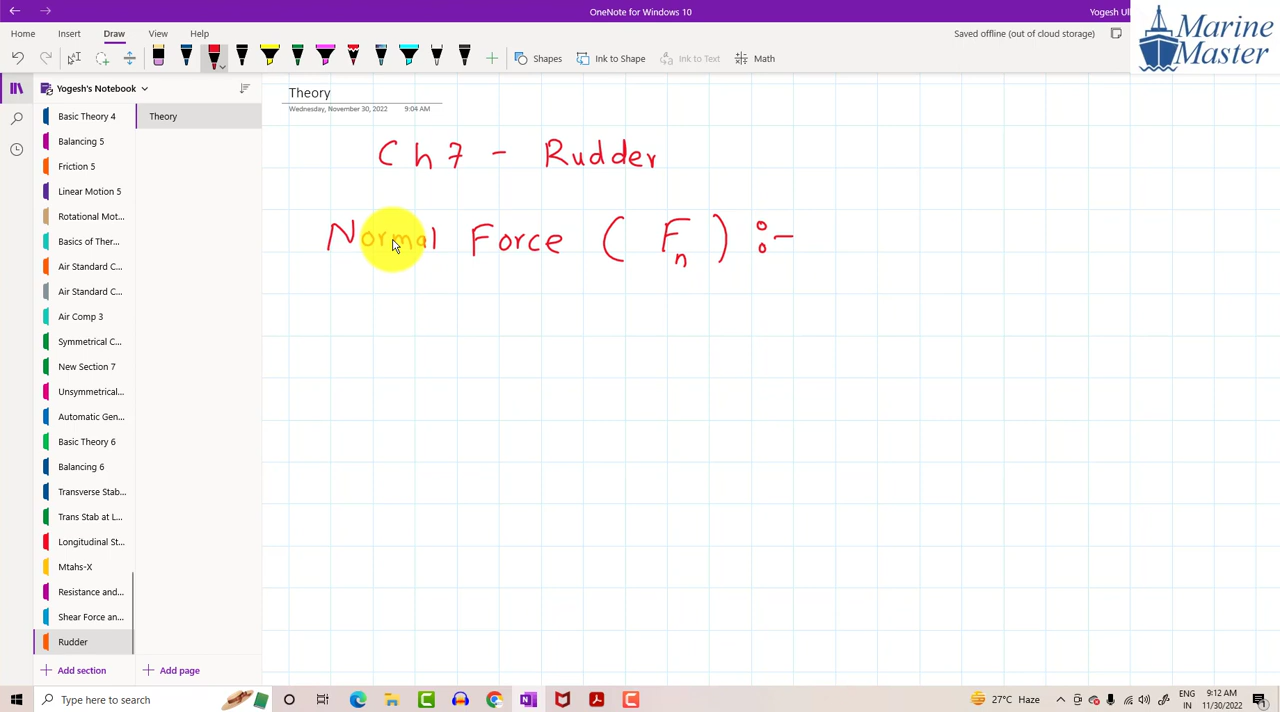 OneNote for Windows 10
Yogesh Ull
Marine Master
Home Insert Draw View Help
Saved offline (out of cloud storage)
Shapes Ink to Shape Ink to Text Math
Yogesh's Notebook
Theory
Wednesday, November 30, 2022 9:04 AM
Basic Theory 4
Theory
Balancing 5
Friction 5
Linear Motion 5
Rotational Mot...
Basics of Ther...
Air Standard C...
Air Standard C...
Air Comp 3
Symmetrical C...
New Section 7
Unsymmetrical...
Automatic Gen...
Basic Theory 6
Balancing 6
Transverse Stab...
Trans Stab at L...
Longitudinal St...
Mtahs-X
Resistance and...
Shear Force an...
Rudder
Add section
Add page
Ch 7 - Rudder
Normal Force ( Fn ) :-
Type here to search
27°C Haze
ENG
IN
9:12 AM
11/30/2022